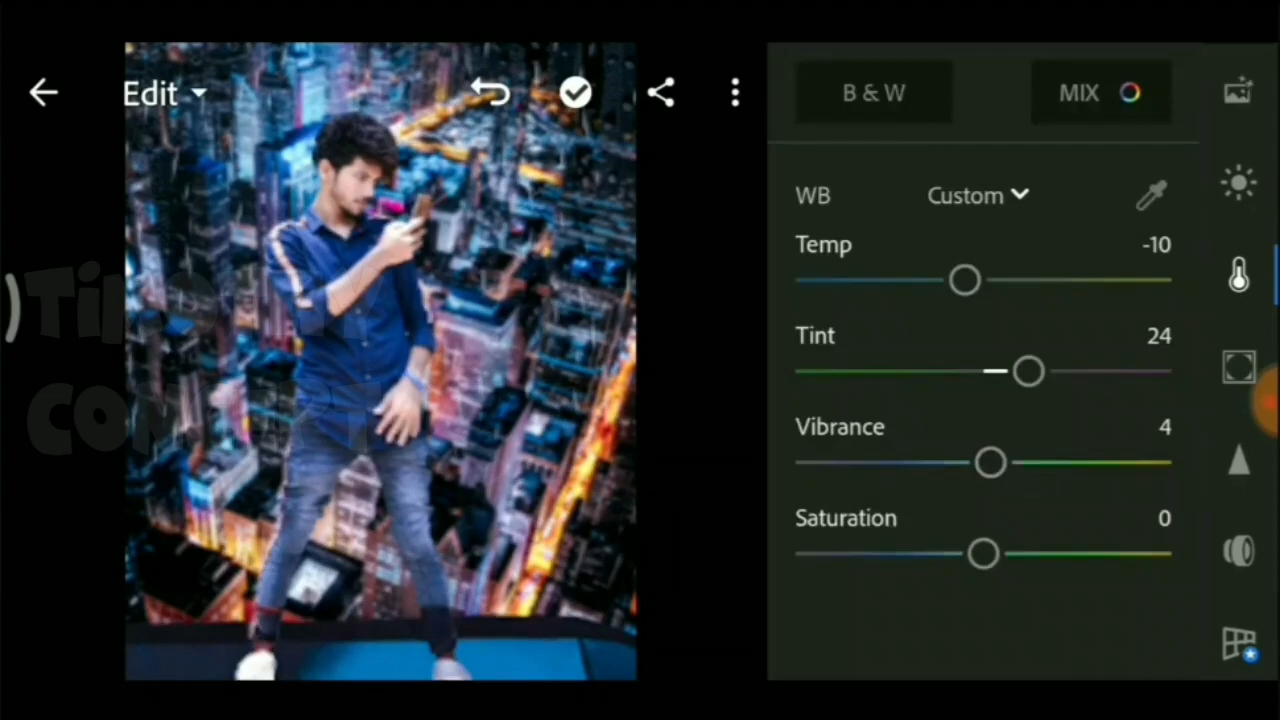 Edit
B & W
MIX
WB
Custom
Temp
-10
Tint
24
Vibrance
4
Saturation
0